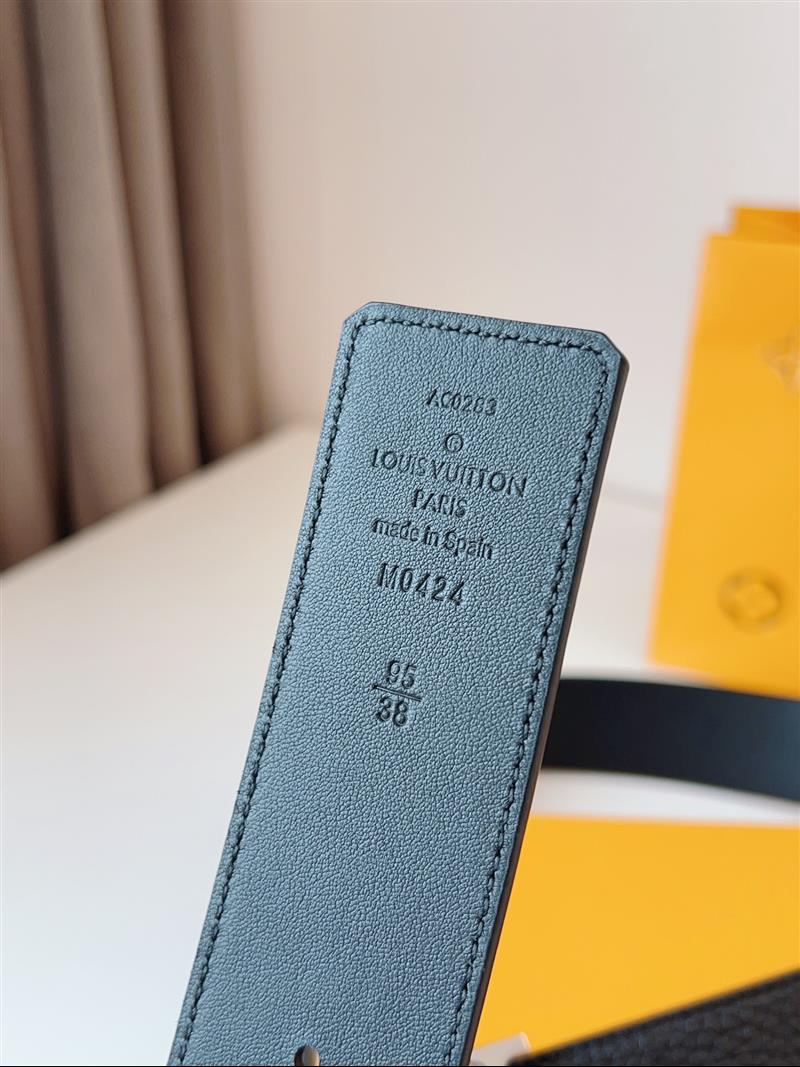 AC0263
LOUIS VUITTON
PARIS
made in Spain
M0424
95
38